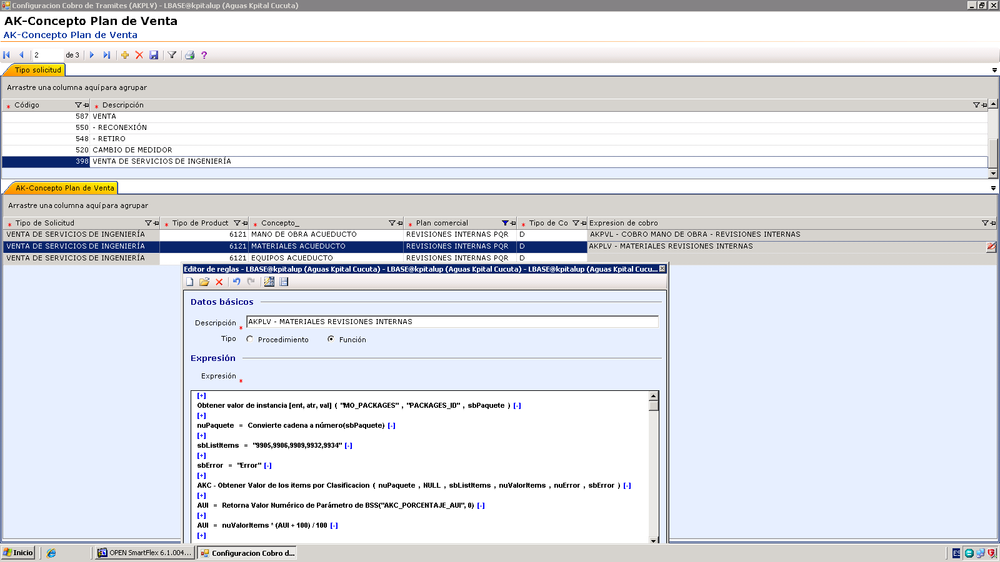 Configuracion Cobro de Tramites (AKPLV) - LBASE@kpitalup (Aguas Kpital Cucuta)
AK-Concepto Plan de Venta
AK-Concepto Plan de Venta
2 de 3
Tipo solicitud
Arrastre una columna aquí para agrupar
* Código * Descripción
587 VENTA
550 - RECONEXIÓN
548 - RETIRO
520 CAMBIO DE MEDIDOR
398 VENTA DE SERVICIOS DE INGENIERÍA
AK-Concepto Plan de Venta
Arrastre una columna aquí para agrupar
* Tipo de Solicitud * Tipo de Product * Concepto_ * Plan comercial * Tipo de Co Expresion de cobro
VENTA DE SERVICIOS DE INGENIERÍA 6121 MANO DE OBRA ACUEDUCTO REVISIONES INTERNAS PQR D AKPVL - COBRO MANO DE OBRA - REVISIONES INTERNAS
VENTA DE SERVICIOS DE INGENIERÍA 6121 MATERIALES ACUEDUCTO REVISIONES INTERNAS PQR D AKPLV - MATERIALES REVISIONES INTERNAS
VENTA DE SERVICIOS DE INGENIERÍA 6121 EQUIPOS ACUEDUCTO REVISIONES INTERNAS PQR D
Editor de reglas - LBASE@kpitalup (Aguas Kpital Cucuta) - LBASE@kpitalup (Aguas Kpital Cucuta) - LBASE@kpitalup (Aguas Kpital Cucu...
Datos básicos
Descripción * AKPLV - MATERIALES REVISIONES INTERNAS
Tipo Procedimiento Función
Expresión
Expresión *
[+]
Obtener valor de instancia [ent, atr, val] ( "MO_PACKAGES" , "PACKAGES_ID" , sbPaquete ) [-]
[+]
nuPaquete = Convierte cadena a número(sbPaquete) [-]
[+]
sbListItems = "9905,9906,9909,9932,9934" [-]
[+]
sbError = "Error" [-]
[+]
AKC - Obtener Valor de los items por Clasificacion ( nuPaquete , NULL , sbListItems , nuValorItems , nuError , sbError ) [-]
[+]
AUI = Retorna Valor Numérico de Parámetro de BSS("AKC_PORCENTAJE_AUI", 0) [-]
[+]
AUI = nuValorItems * (AUI + 100) / 100 [-]
[+]
Inicio OPEN SmartFlex 6.1.004... Configuracion Cobro d... ES